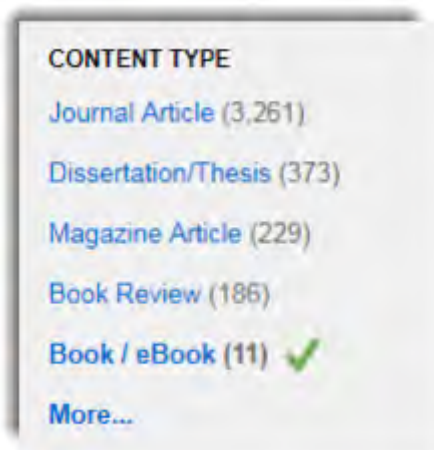 CONTENT TYPE
Journal Article (3,261)
Dissertation/Thesis (373)
Magazine Article (229)
Book Review (186)
Book / eBook (11)
More...